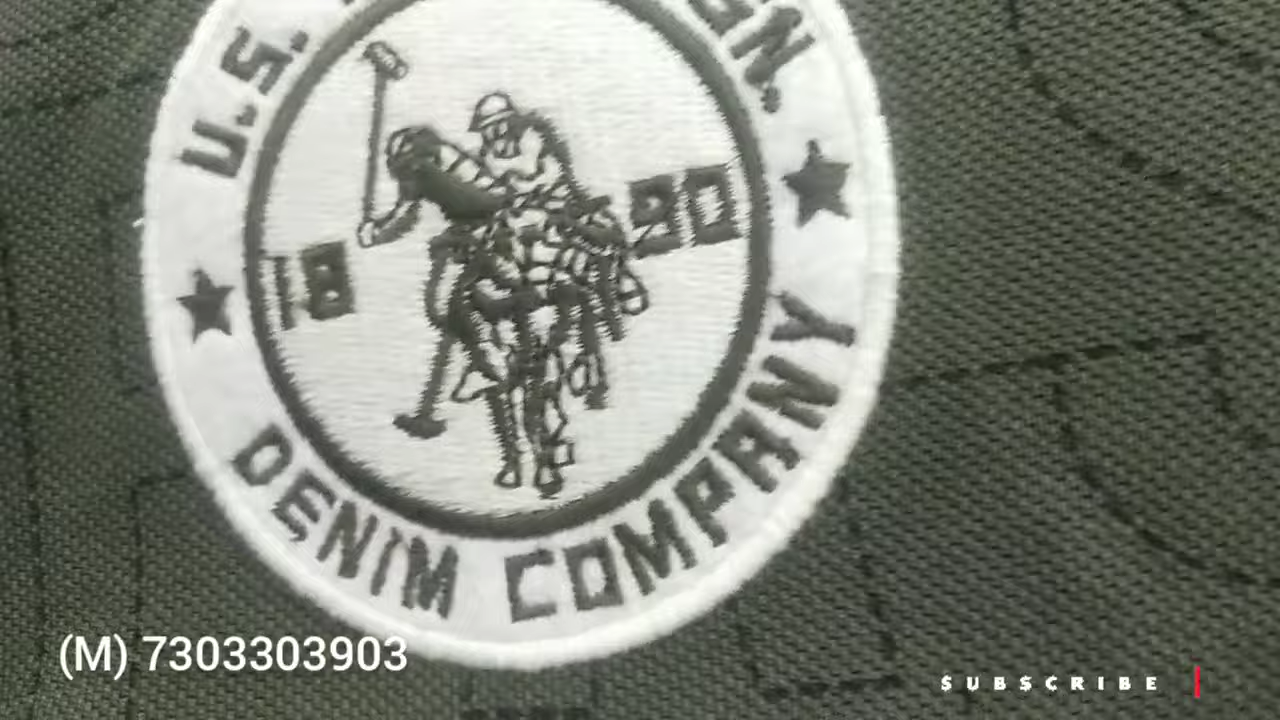 U.S.
18
90
DENIM COMPANY
(M) 7303303903
SUBSCRIBE